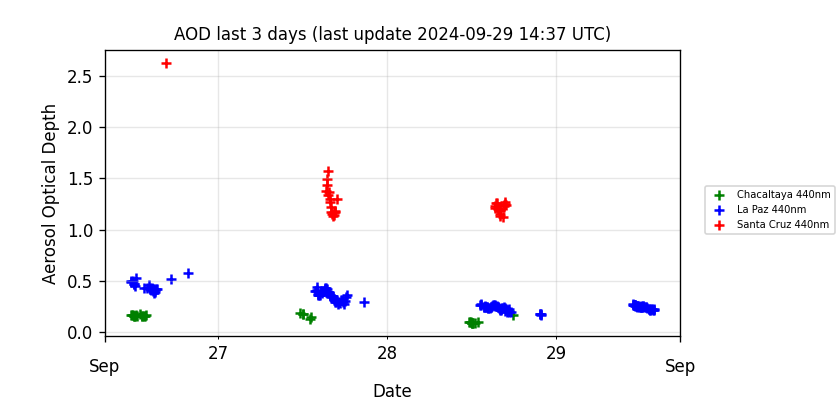 AOD last 3 days (last update 2024-09-29 14:37 UTC)
Aerosol Optical Depth
2.5
2.0
1.5
1.0
0.5
0.0
27
28
29
Sep
Sep
Date
Chacaltaya 440nm
La Paz 440nm
Santa Cruz 440nm